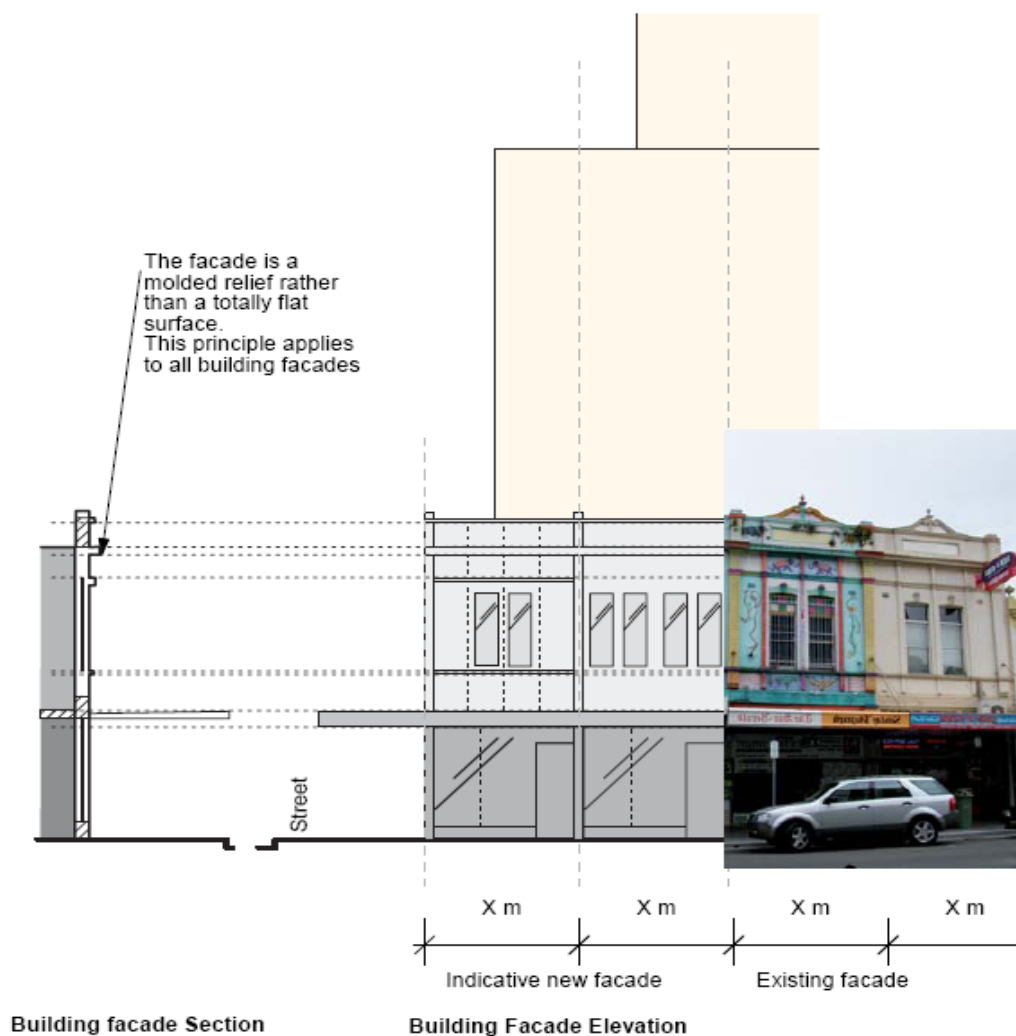 The facade is a
molded relief rather
than a totally flat
surface.
This principle applies
to all building facades
Street
X m
X m
X m
X m
Indicative new facade
Existing facade
Building facade Section
Building Facade Elevation